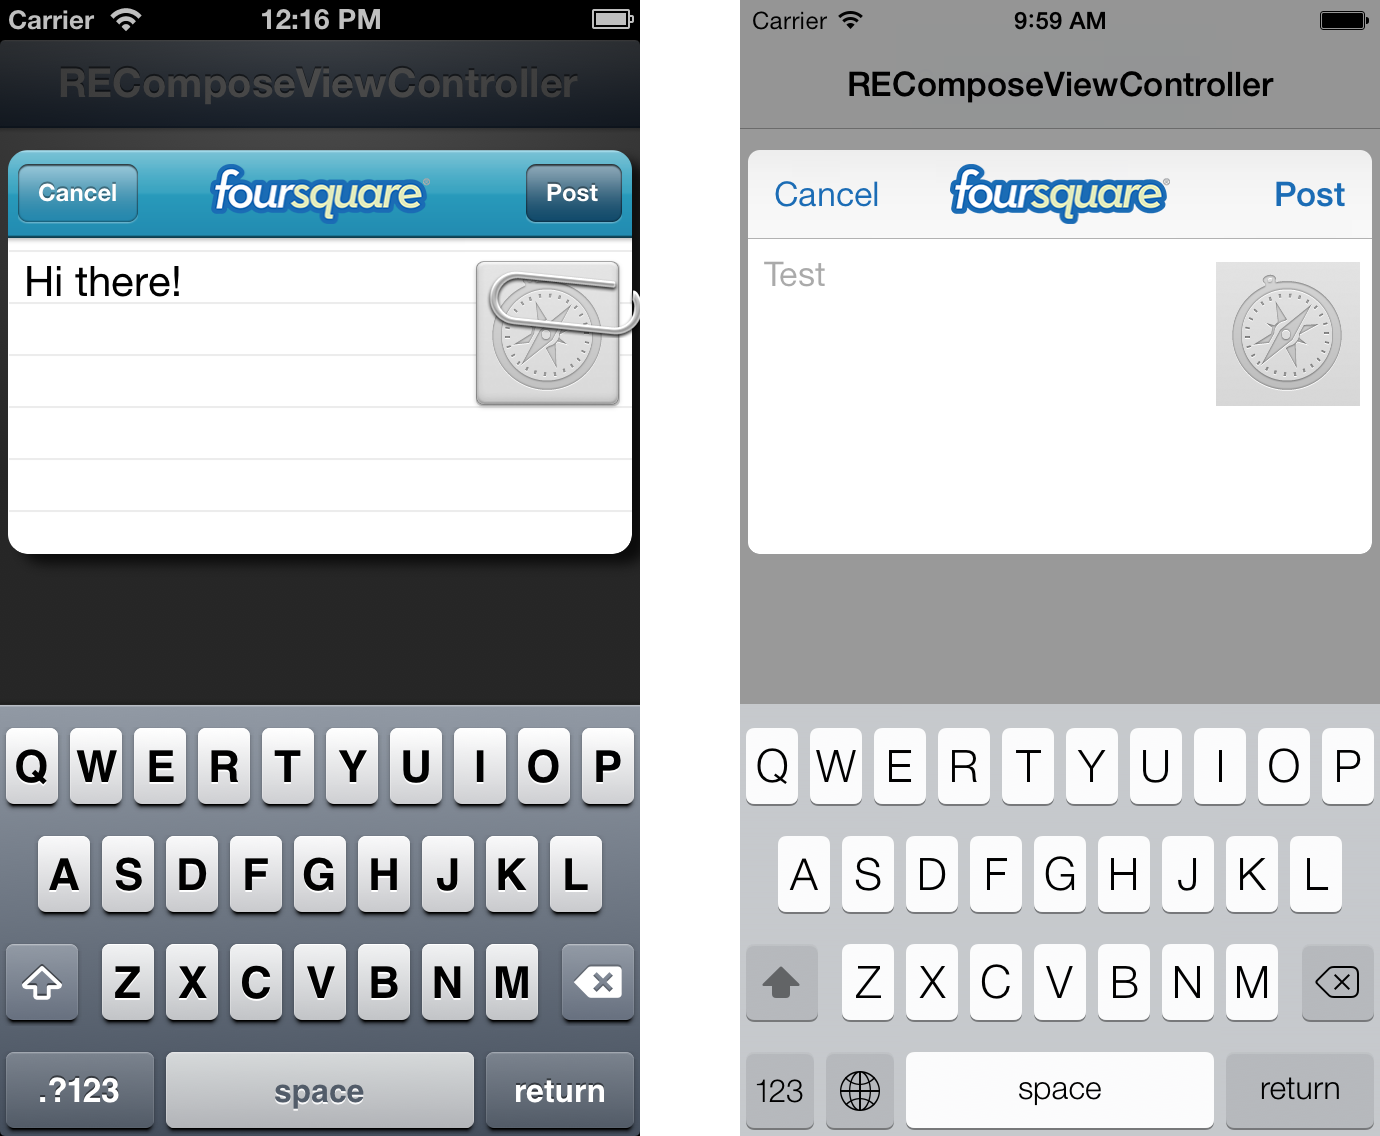 Carrier 12:16 PM
REComposeViewController
Cancel foursquare® Post
Hi there!
Q W E R T Y U I O P
A S D F G H J K L
Z X C V B N M
.?123 space return
Carrier 9:59 AM
REComposeViewController
Cancel foursquare® Post
Test
Q W E R T Y U I O P
A S D F G H J K L
Z X C V B N M
123 space return